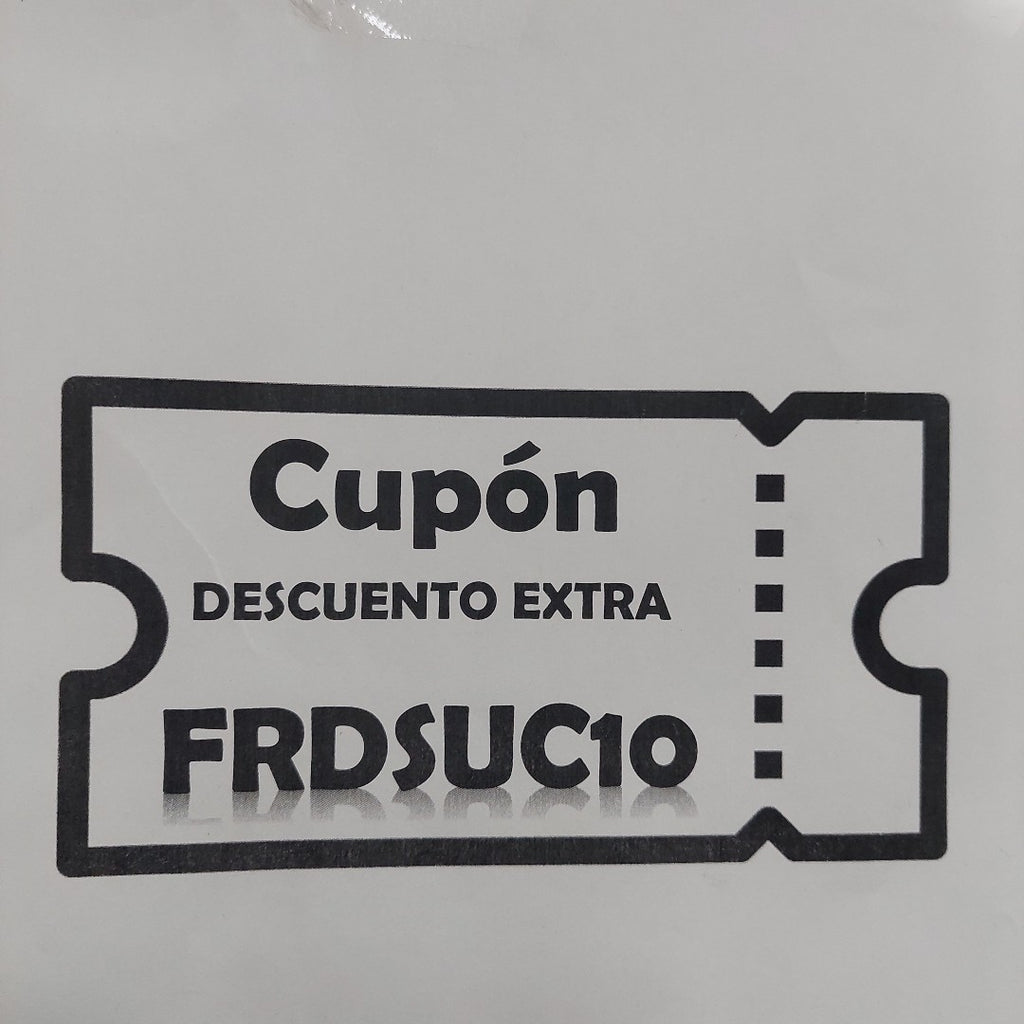 Cupón
DESCUENTO EXTRA
FRDSUC10